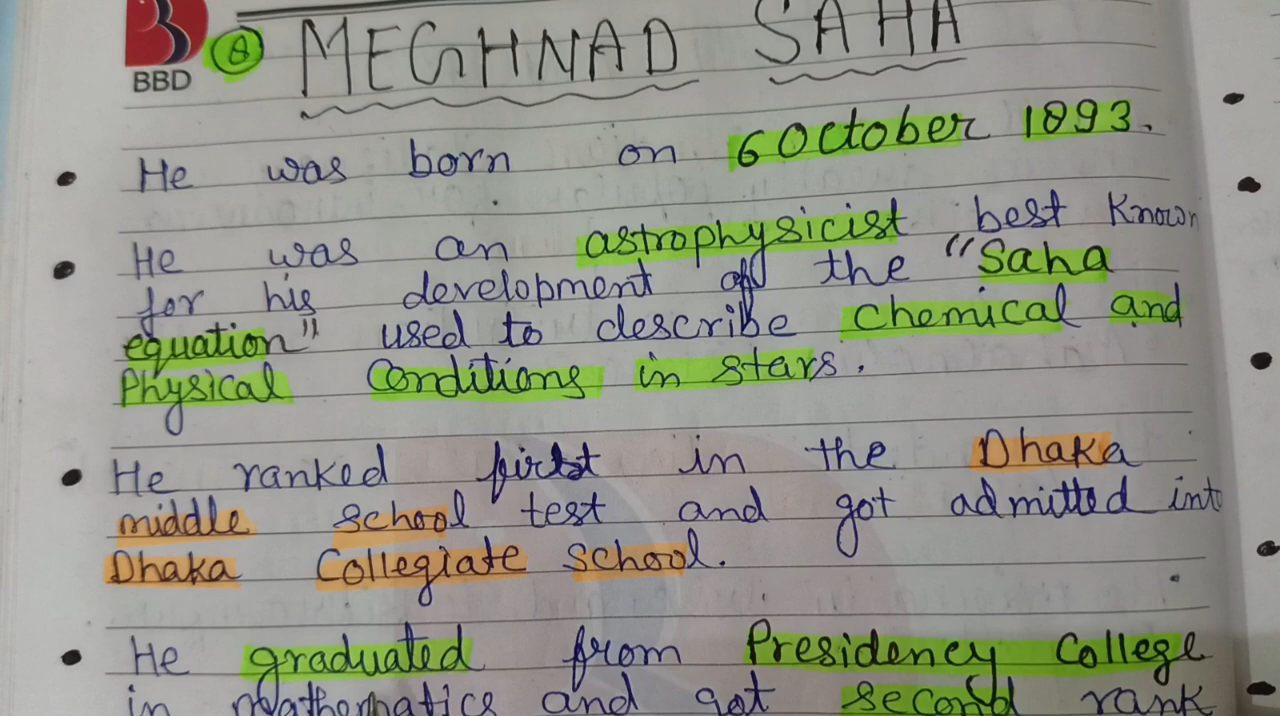 BBD
8 MEGHNAD SAHA
• He was born on 6 October 1893.
• He was an astrophysicist best Known
for his development of the "Saha
equation" used to describe chemical and
Physical Conditions in stars.
• He ranked first in the Dhaka
middle school test and got admitted into
Dhaka Collegiate school.
• He graduated from Presidency College
in mathematics and got second rank